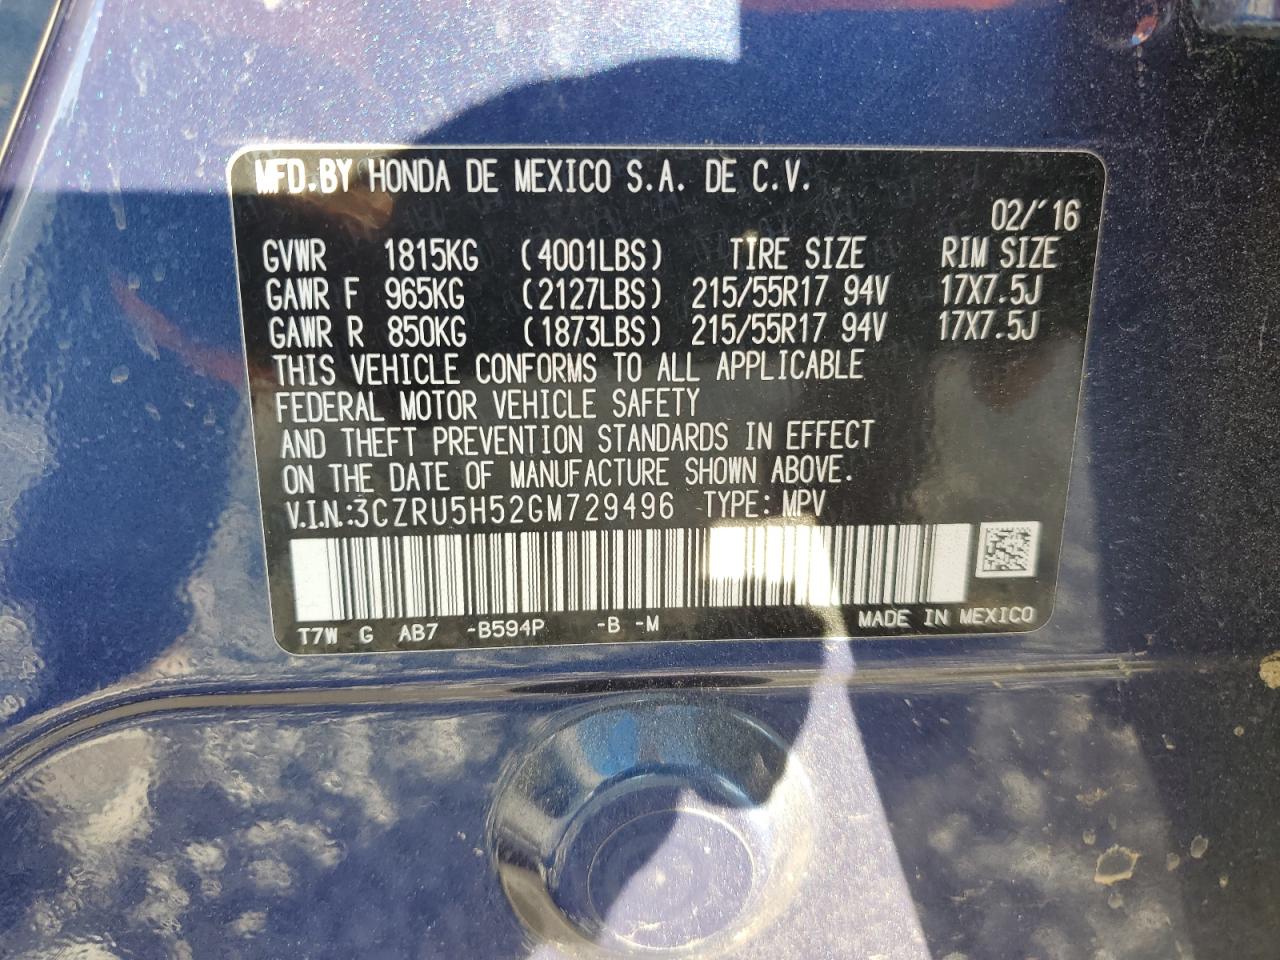 MFD.BY HONDA DE MEXICO S.A. DE C.V.
02/'16
GVWR 1815KG (4001LBS) TIRE SIZE RIM SIZE
GAWR F 965KG (2127LBS) 215/55R17 94V 17X7.5J
GAWR R 850KG (1873LBS) 215/55R17 94V 17X7.5J
THIS VEHICLE CONFORMS TO ALL APPLICABLE
FEDERAL MOTOR VEHICLE SAFETY
AND THEFT PREVENTION STANDARDS IN EFFECT
ON THE DATE OF MANUFACTURE SHOWN ABOVE.
V.I.N.:3CZRU5H52GM729496 TYPE: MPV
T7W G AB7 -B594P -B -M MADE IN MEXICO